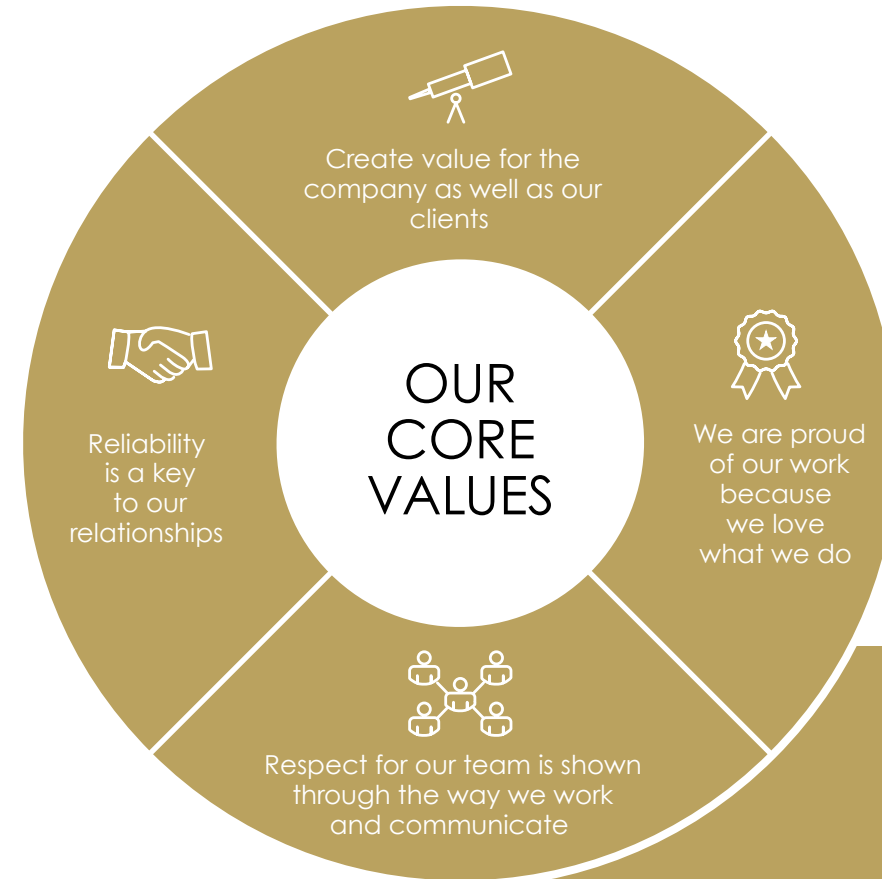 Create value for the
company as well as our
clients
Reliability
is a key
to our
relationships
OUR
CORE
VALUES
We are proud
of our work
because
we love
what we do
Respect for our team is shown
through the way we work
and communicate